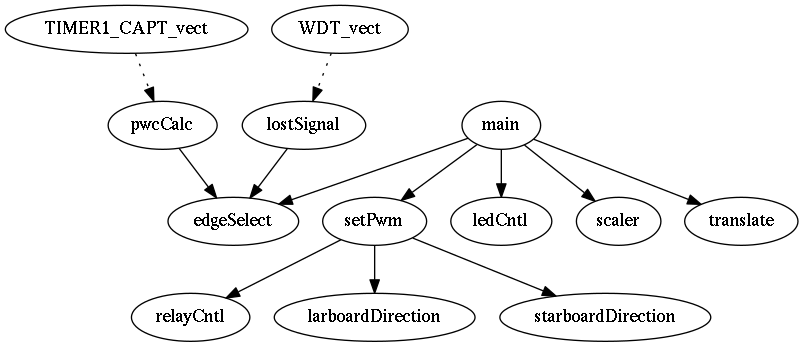 TIMER1_CAPT_vect
WDT_vect
pwcCalc
lostSignal
main
edgeSelect
setPwm
ledCntl
scaler
translate
relayCntl
larboardDirection
starboardDirection